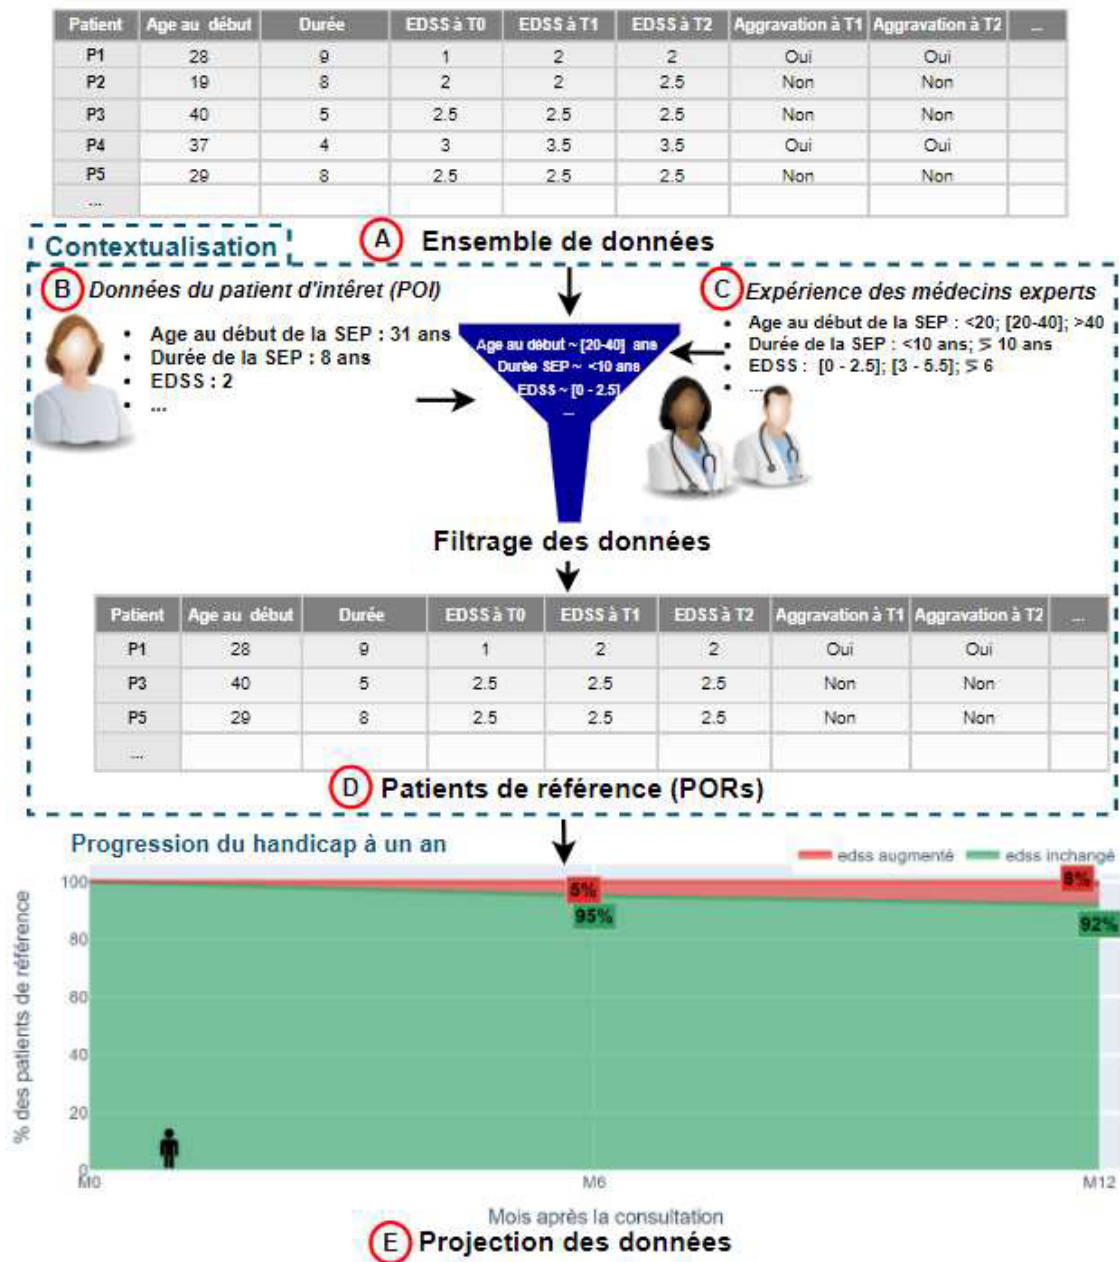 Patient Age au début Durée EDSS à T0 EDSS à T1 EDSS à T2 Aggravation à T1 Aggravation à T2 ...
P1 28 9 1 2 2 Oui Oui
P2 19 8 2 2 2.5 Non Non
P3 40 5 2.5 2.5 2.5 Non Non
P4 37 4 3 3.5 3.5 Oui Oui
P5 29 8 2.5 2.5 2.5 Non Non
...
A Ensemble de données
Contextualisation
B Données du patient d'intêret (POI)
• Age au début de la SEP : 31 ans
• Durée de la SEP : 8 ans
• EDSS : 2
• ...
Age au début ~ [20-40] ans
Durée SEP ~ <10 ans
EDSS ~ [0 - 2.5]
...
C Expérience des médecins experts
• Age au début de la SEP : <20; [20-40]; >40
• Durée de la SEP : <10 ans; ≶ 10 ans
• EDSS : [0 - 2.5]; [3 - 5.5]; ≶ 6
• ...
Filtrage des données
Patient Age au début Durée EDSS à T0 EDSS à T1 EDSS à T2 Aggravation à T1 Aggravation à T2 ...
P1 28 9 1 2 2 Oui Oui
P3 40 5 2.5 2.5 2.5 Non Non
P5 29 8 2.5 2.5 2.5 Non Non
...
D Patients de référence (PORs)
Progression du handicap à un an
edss augmenté edss inchangé
% des patients de référence
100
80
60
40
20
0
5%
95%
8%
92%
M0 M6 M12
Mois après la consultation
E Projection des données